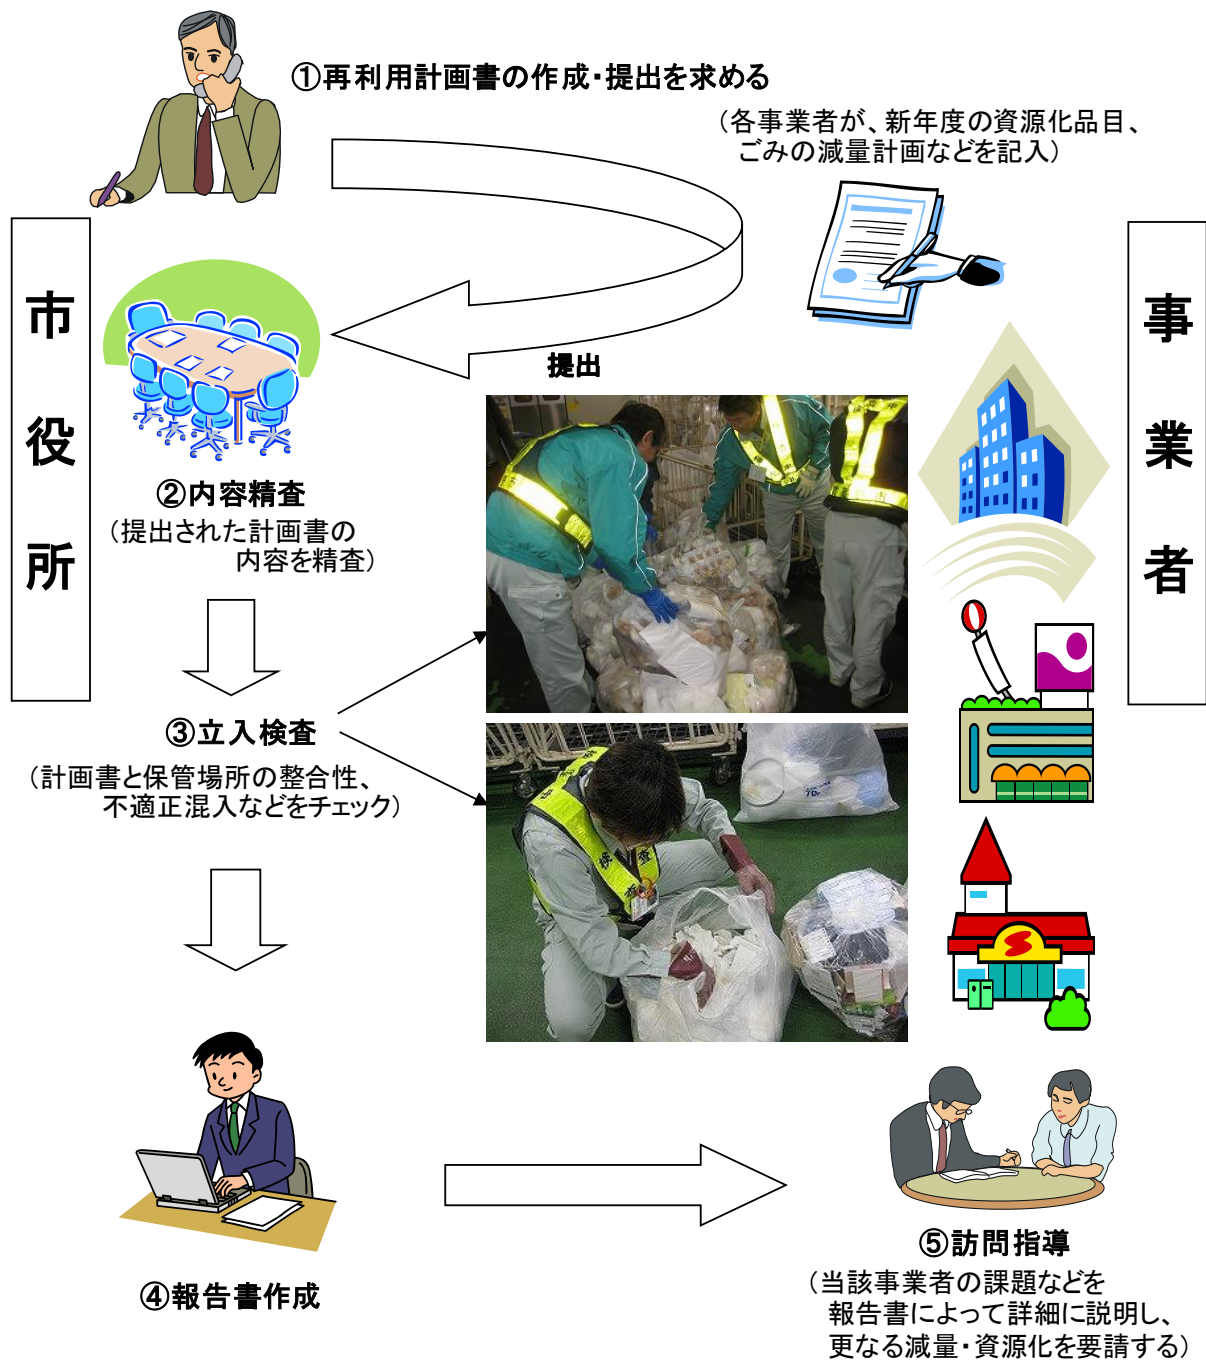 ①再利用計画書の作成・提出を求める
（各事業者が、新年度の資源化品目、
ごみの減量計画などを記入）
市役所
事業者
提出
②内容精査
（提出された計画書の
内容を精査）
③立入検査
（計画書と保管場所の整合性、
不適正混入などをチェック）
検査
④報告書作成
⑤訪問指導
（当該事業者の課題などを
報告書によって詳細に説明し、
更なる減量・資源化を要請する）